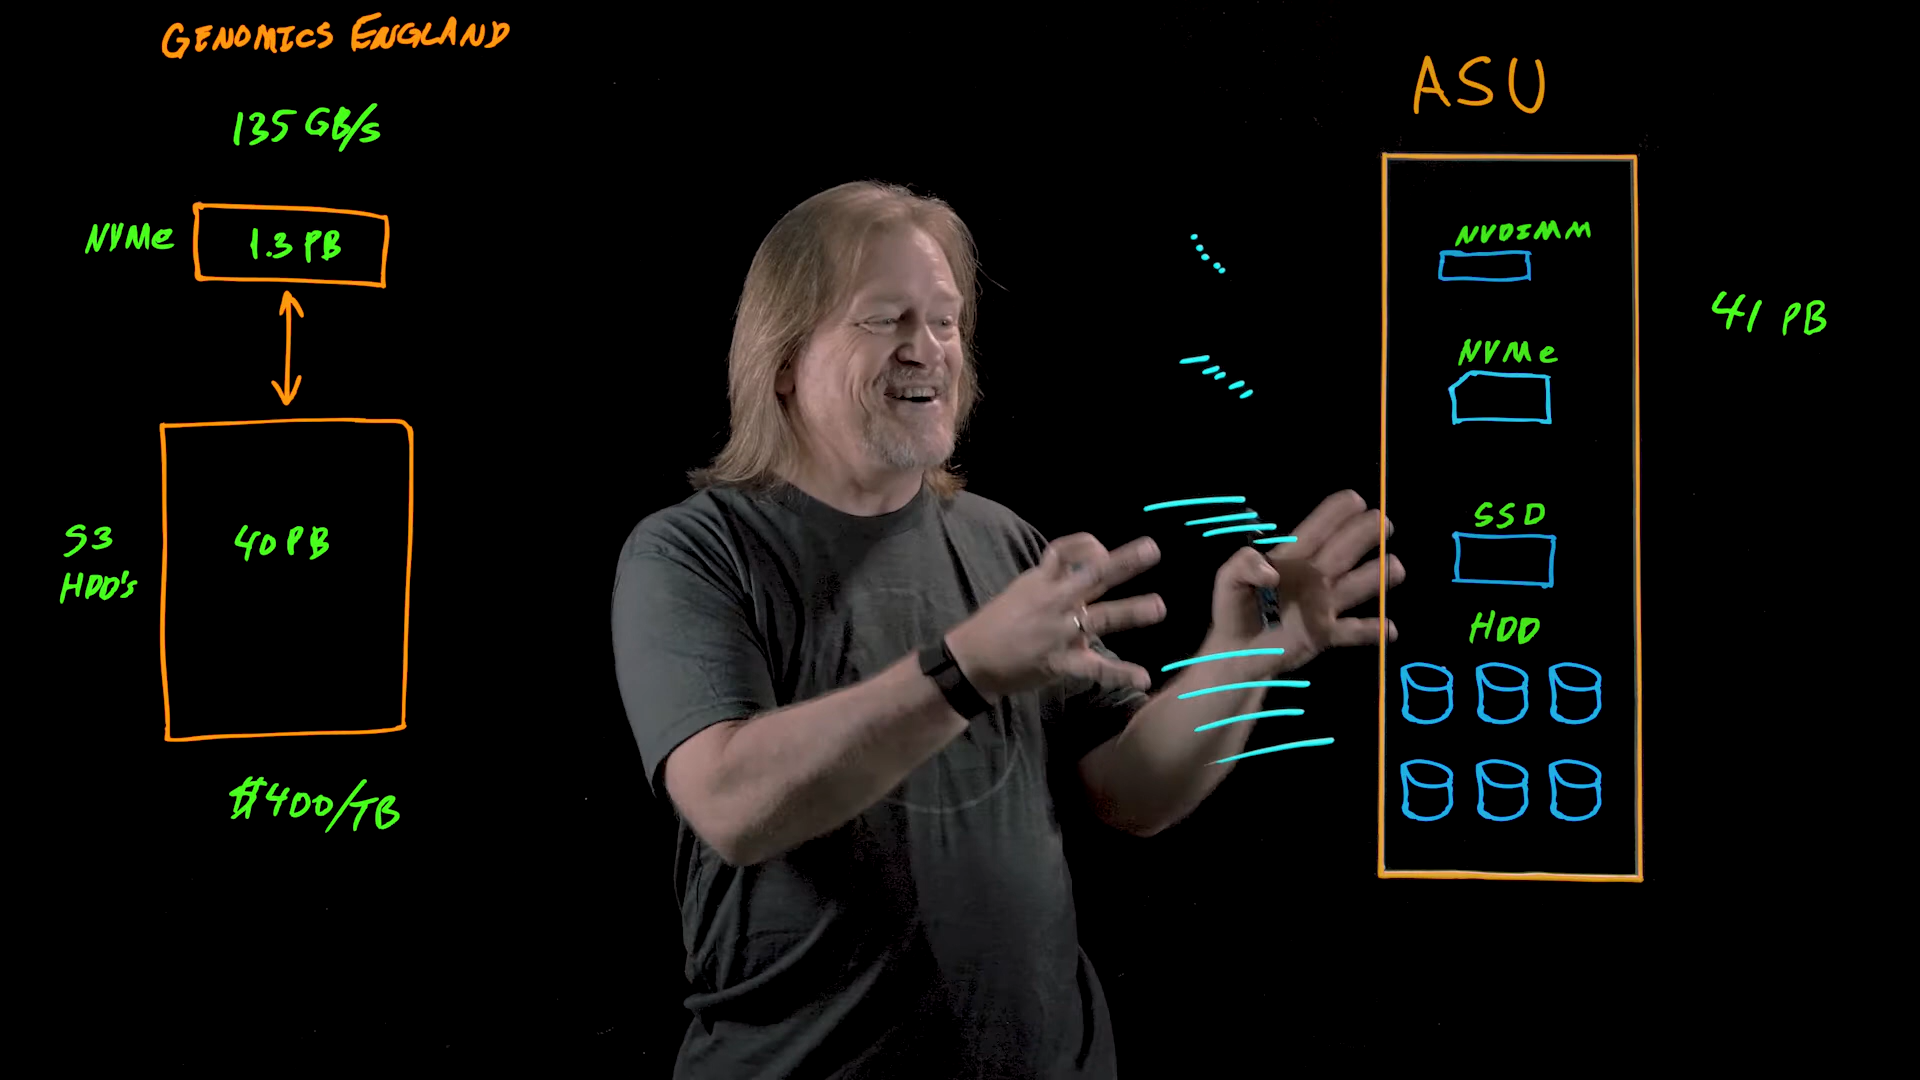 GENOMICS ENGLAND
135 GB/s
NVMe
1.3 PB
S3
HDD's
40 PB
$400/TB
ASU
NVDIMM
NVMe
SSD
HDD
41 PB